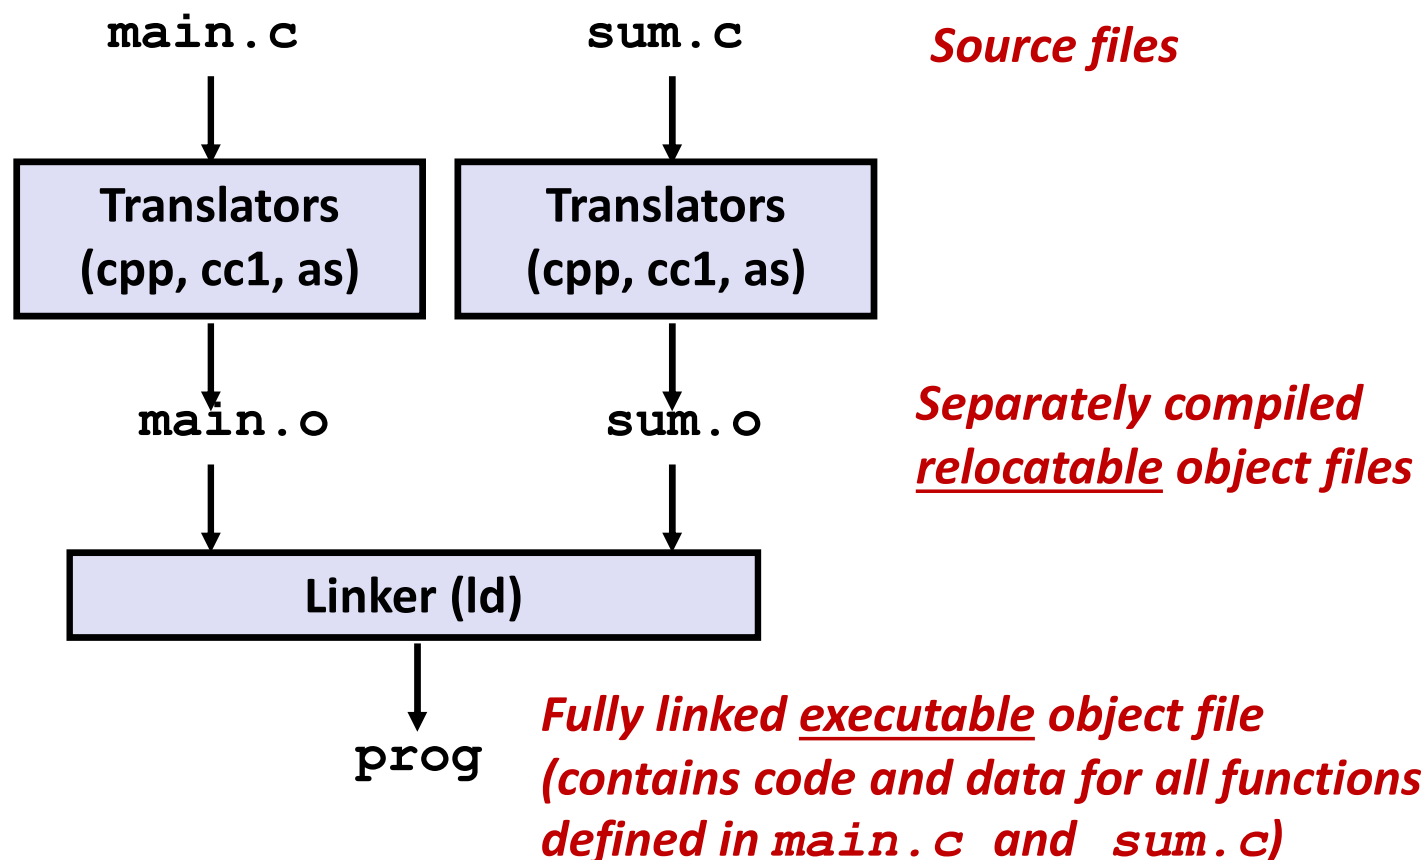 main.c
sum.c
Source files
Translators
(cpp, cc1, as)
Translators
(cpp, cc1, as)
main.o
sum.o
Separately compiled
relocatable object files
Linker (ld)
prog
Fully linked executable object file
(contains code and data for all functions
defined in main.c and sum.c)